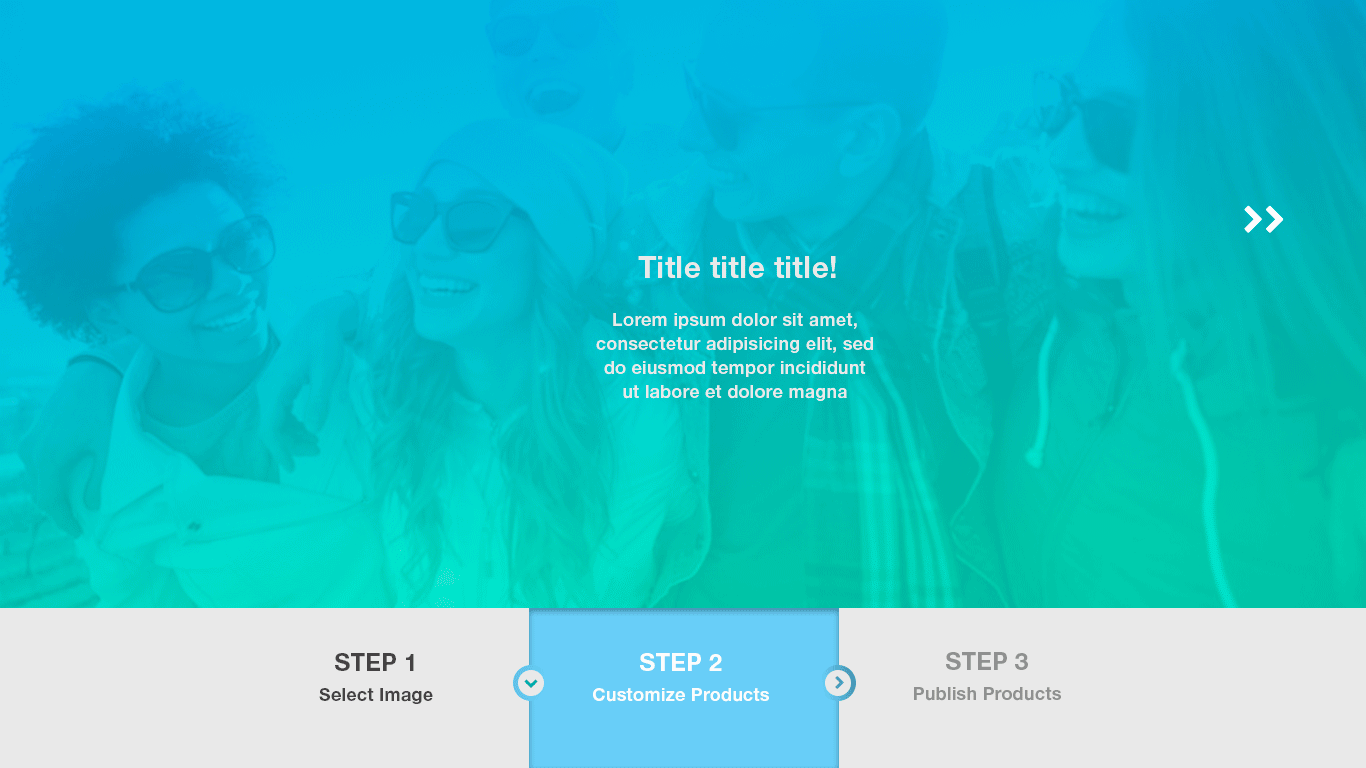 Title title title!
Lorem ipsum dolor sit amet,
consectetur adipisicing elit, sed
do eiusmod tempor incididunt
ut labore et dolore magna
STEP 1
Select Image
STEP 2
Customize Products
STEP 3
Publish Products